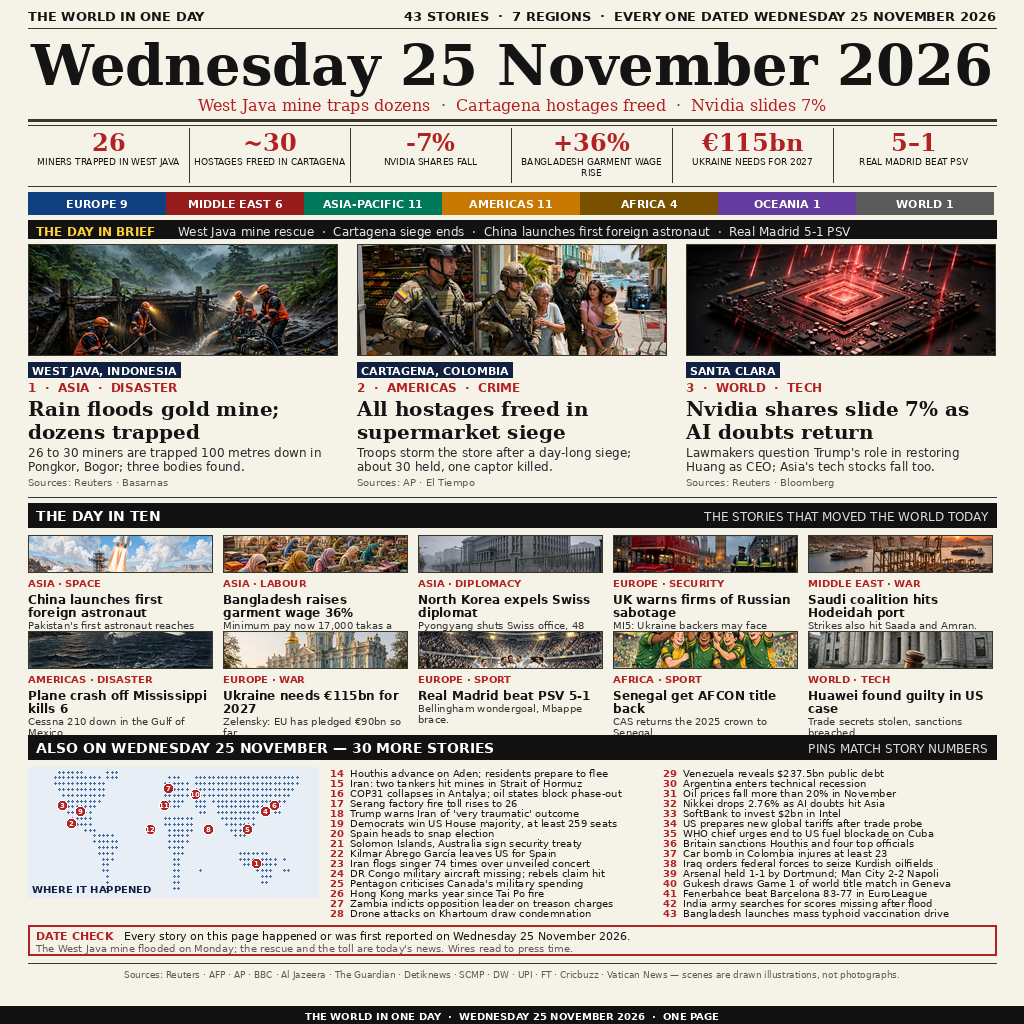 THE WORLD IN ONE DAY
43 STORIES · 7 REGIONS · EVERY ONE DATED WEDNESDAY 25 NOVEMBER 2026
Wednesday 25 November 2026
West Java mine traps dozens · Cartagena hostages freed · Nvidia slides 7%
26
MINERS TRAPPED IN WEST JAVA
~30
HOSTAGES FREED IN CARTAGENA
-7%
NVIDIA SHARES FALL
+36%
BANGLADESH GARMENT WAGE
RISE
€115bn
UKRAINE NEEDS FOR 2027
5–1
REAL MADRID BEAT PSV
EUROPE 9
MIDDLE EAST 6
ASIA-PACIFIC 11
AMERICAS 11
AFRICA 4
OCEANIA 1
WORLD 1
THE DAY IN BRIEF West Java mine rescue · Cartagena siege ends · China launches first foreign astronaut · Real Madrid 5-1 PSV
WEST JAVA, INDONESIA
1 · ASIA · DISASTER
Rain floods gold mine;
dozens trapped
26 to 30 miners are trapped 100 metres down in
Pongkor, Bogor; three bodies found.
Sources: Reuters · Basarnas
CARTAGENA, COLOMBIA
2 · AMERICAS · CRIME
All hostages freed in
supermarket siege
Troops storm the store after a day-long siege;
about 30 held, one captor killed.
Sources: AP · El Tiempo
SANTA CLARA
3 · WORLD · TECH
Nvidia shares slide 7% as
AI doubts return
Lawmakers question Trump's role in restoring
Huang as CEO; Asia's tech stocks fall too.
Sources: Reuters · Bloomberg
THE DAY IN TEN
THE STORIES THAT MOVED THE WORLD TODAY
ASIA · SPACE
China launches first
foreign astronaut
Pakistan's first astronaut reaches
ASIA · LABOUR
Bangladesh raises
garment wage 36%
Minimum pay now 17,000 takas a
ASIA · DIPLOMACY
North Korea expels Swiss
diplomat
Pyongyang shuts Swiss office, 48
EUROPE · SECURITY
UK warns firms of Russian
sabotage
MI5: Ukraine backers may face
MIDDLE EAST · WAR
Saudi coalition hits
Hodeidah port
Strikes also hit Saada and Amran.
AMERICAS · DISASTER
Plane crash off Mississippi
kills 6
Cessna 210 down in the Gulf of
Mexico.
EUROPE · WAR
Ukraine needs €115bn for
2027
Zelensky: EU has pledged €90bn so
far.
EUROPE · SPORT
Real Madrid beat PSV 5-1
Bellingham wondergoal, Mbappe
brace.
AFRICA · SPORT
Senegal get AFCON title
back
CAS returns the 2025 crown to
Senegal.
WORLD · TECH
Huawei found guilty in US
case
Trade secrets stolen, sanctions
breached.
ALSO ON WEDNESDAY 25 NOVEMBER — 30 MORE STORIES
PINS MATCH STORY NUMBERS
3
9
2
7
10
11
12
8
5
4
6
1
WHERE IT HAPPENED
14 Houthis advance on Aden; residents prepare to flee
15 Iran: two tankers hit mines in Strait of Hormuz
16 COP31 collapses in Antalya; oil states block phase-out
17 Serang factory fire toll rises to 26
18 Trump warns Iran of 'very traumatic' outcome
19 Democrats win US House majority, at least 259 seats
20 Spain heads to snap election
21 Solomon Islands, Australia sign security treaty
22 Kilmar Ábrego García leaves US for Spain
23 Iran flogs singer 74 times over unveiled concert
24 DR Congo military aircraft missing; rebels claim hit
25 Pentagon criticises Canada's military spending
26 Hong Kong marks year since Tai Po fire
27 Zambia indicts opposition leader on treason charges
28 Drone attacks on Khartoum draw condemnation
29 Venezuela reveals $237.5bn public debt
30 Argentina enters technical recession
31 Oil prices fall more than 20% in November
32 Nikkei drops 2.76% as AI doubts hit Asia
33 SoftBank to invest $2bn in Intel
34 US prepares new global tariffs after trade probe
35 WHO chief urges end to US fuel blockade on Cuba
36 Britain sanctions Houthis and four top officials
37 Car bomb in Colombia injures at least 23
38 Iraq orders federal forces to seize Kurdish oilfields
39 Arsenal held 1-1 by Dortmund; Man City 2-2 Napoli
40 Gukesh draws Game 1 of world title match in Geneva
41 Fenerbahce beat Barcelona 83-77 in EuroLeague
42 India army searches for scores missing after flood
43 Bangladesh launches mass typhoid vaccination drive
DATE CHECK Every story on this page happened or was first reported on Wednesday 25 November 2026.
The West Java mine flooded on Monday; the rescue and the toll are today's news. Wires read to press time.
Sources: Reuters · AFP · AP · BBC · Al Jazeera · The Guardian · Detiknews · SCMP · DW · UPI · FT · Cricbuzz · Vatican News — scenes are drawn illustrations, not photographs.
THE WORLD IN ONE DAY · WEDNESDAY 25 NOVEMBER 2026 · ONE PAGE